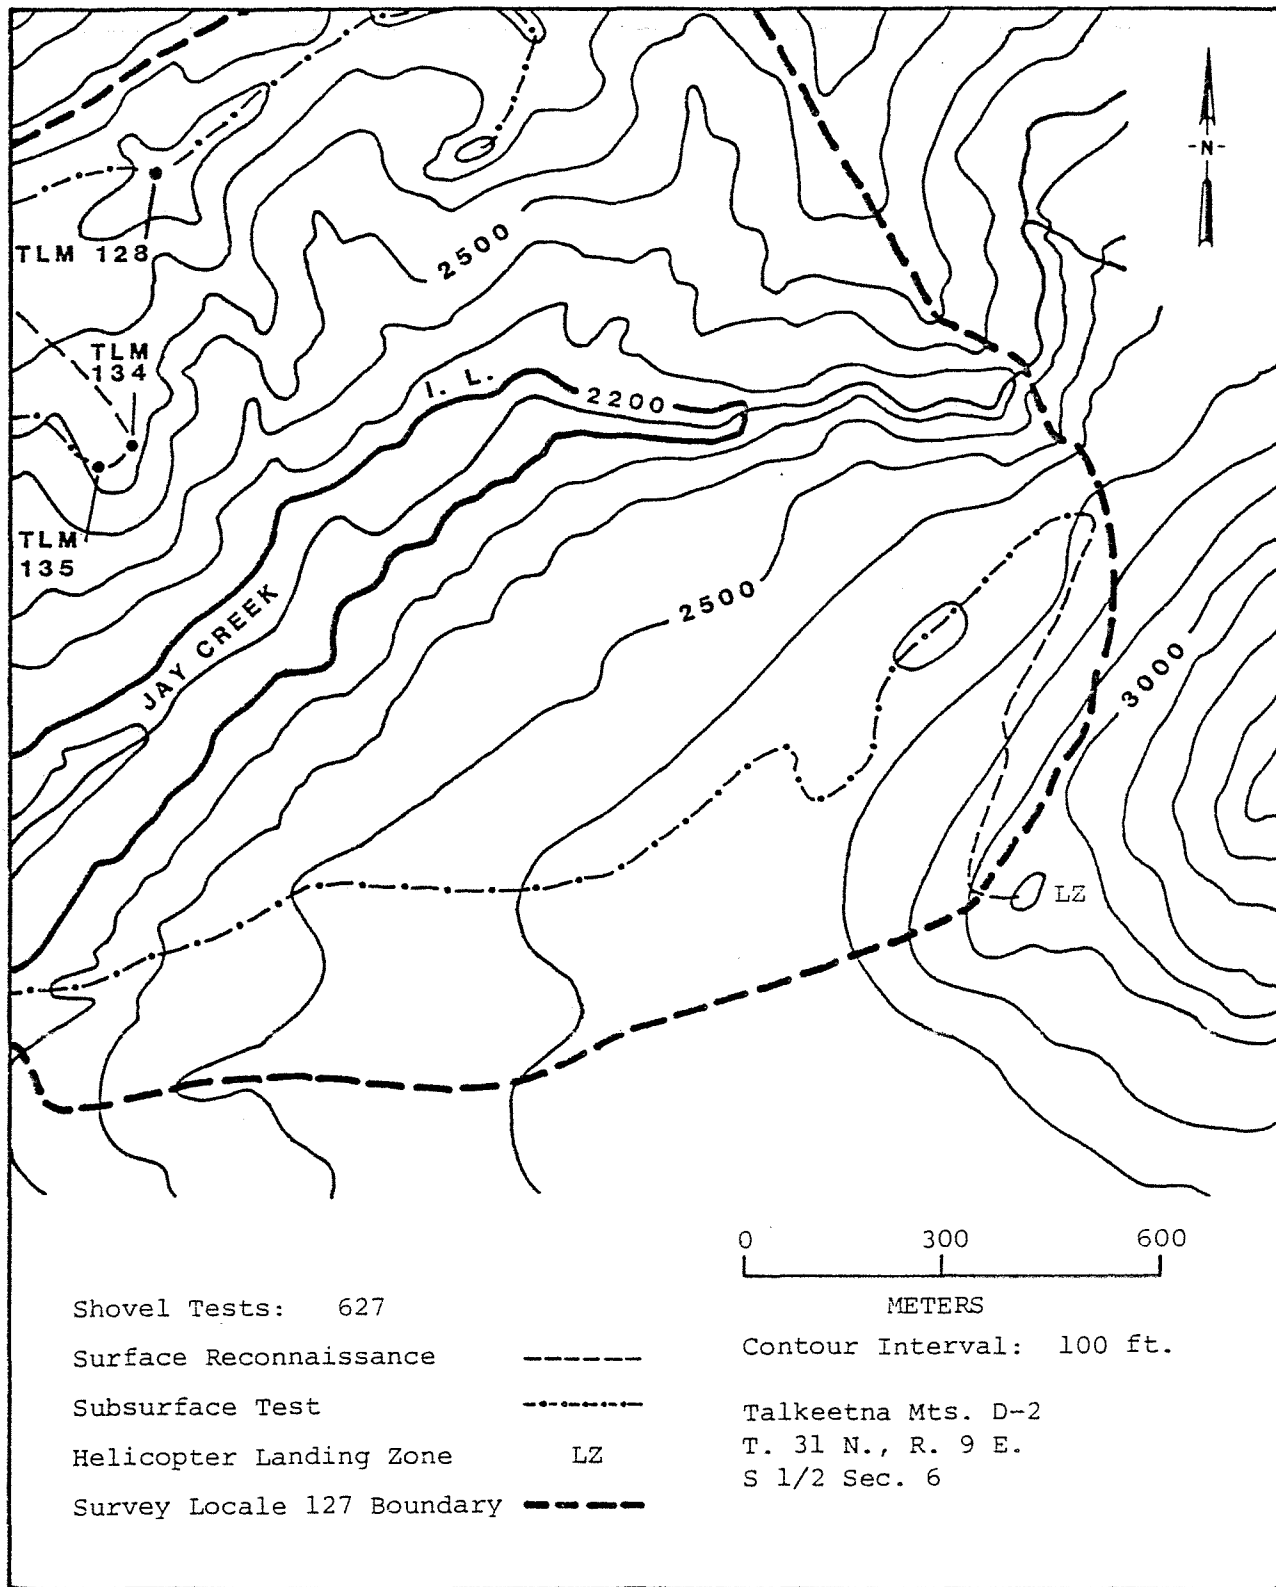 -N-
TLM 128
2500
TLM
134
I. L.
2200
TLM
135
2500
JAY CREEK
3000
LZ
0 300 600
METERS
Shovel Tests: 627
Surface Reconnaissance
Subsurface Test
Helicopter Landing Zone LZ
Survey Locale 127 Boundary
Contour Interval: 100 ft.
Talkeetna Mts. D-2
T. 31 N., R. 9 E.
S 1/2 Sec. 6